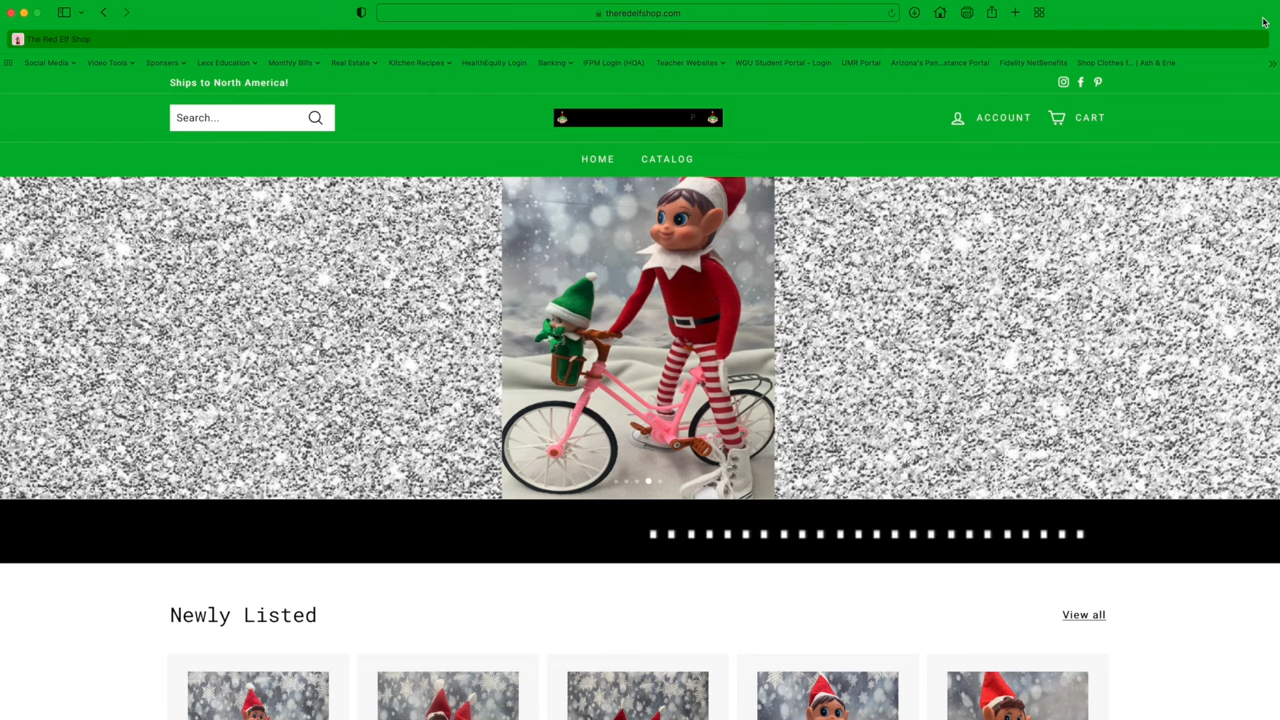 theredelfshop.com
The Red Elf Shop
Social Media Video Tools Sponsers Lexx Education Monthly Bills Real Estate Kitchen Recipes HealthEquity Login Banking IFPM Login (HOA) Teacher Websites WGU Student Portal - Login UMR Portal Arizona's Pan...stance Portal Fidelity NetBenefits Shop Clothes f... | Ash & Erie
Ships to North America!
Search... P ACCOUNT CART
HOME CATALOG
Newly Listed View all